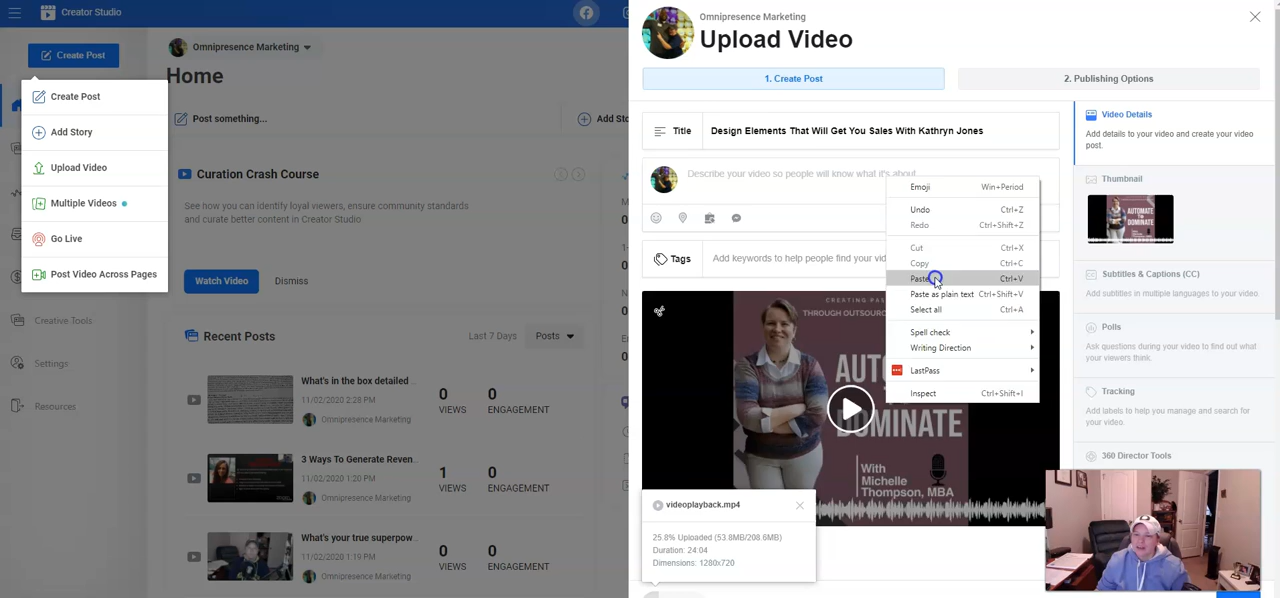 Creator Studio
Create Post
Create Post
Add Story
Upload Video
Multiple Videos
Go Live
Post Video Across Pages
Creative Tools
Settings
Resources
Omnipresence Marketing
Home
Post something...
Add Sto
Curation Crash Course
See how you can identify loyal viewers, ensure community standards
and curate better content in Creator Studio
Watch Video
Dismiss
Recent Posts
Last 7 Days
Posts
What's in the box detailed
11/02/2020 2:28 PM
Omnipresence Marketing
0
VIEWS
0
ENGAGEMENT
3 Ways To Generate Reven..
11/02/2020 1:20 PM
Omnipresence Marketing
1
VIEWS
0
ENGAGEMENT
What's your true superpow..
11/02/2020 1:19 PM
Omnipresence Marketing
0
VIEWS
0
ENGAGEMENT
Omnipresence Marketing
Upload Video
1. Create Post
2. Publishing Options
Title
Design Elements That Will Get You Sales With Kathryn Jones
Describe your video so people will know what it's about
Tags
Add keywords to help people find your vid
Emoji Win+Period
Undo Ctrl+Z
Redo Ctrl+Shift+Z
Cut Ctrl+X
Copy Ctrl+C
Paste Ctrl+V
Paste as plain text Ctrl+Shift+V
Select all Ctrl+A
Spell check
Writing Direction
LastPass
Inspect Ctrl+Shift+I
CREATING PAS
THROUGH OUTSOUR
AUT
DOMINATE
With
Michelle
Thompson, MBA
videoplayback.mp4
25.8% Uploaded (53.8MB/208.6MB)
Duration: 24:04
Dimensions: 1280x720
Video Details
Add details to your video and create your video
post.
Thumbnail
AUTOMATE
DOMINATE
Subtitles & Captions (CC)
Add subtitles in multiple languages to your video.
Polls
Ask questions during your video to find out what
your viewers think.
Tracking
Add labels to help you manage and search for
your video.
360 Director Tools